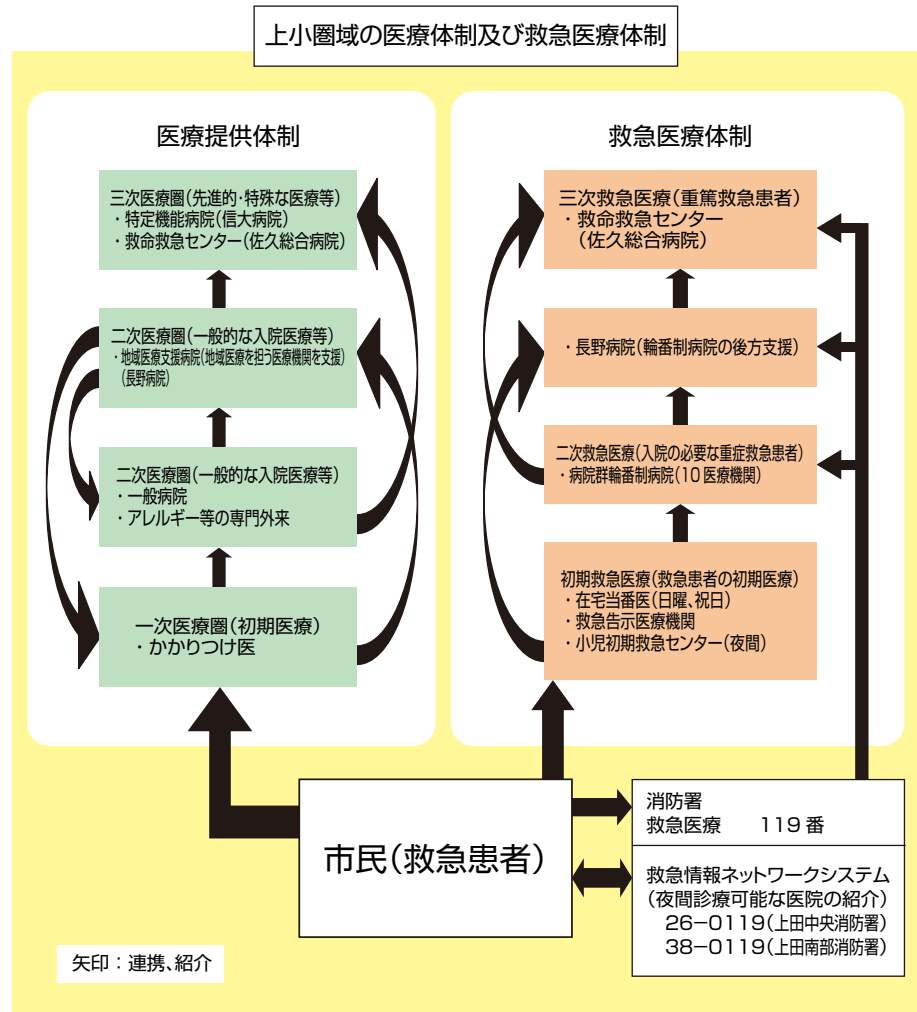 上小圏域の医療体制及び救急医療体制
医療提供体制
三次医療圏(先進的・特殊な医療等)
・特定機能病院(信大病院)
・救命救急センター(佐久総合病院)
二次医療圏(一般的な入院医療等)
・地域医療支援病院(地域医療を担う医療機関を支援)
(長野病院)
二次医療圏(一般的な入院医療等)
・一般病院
・アレルギー等の専門外来
一次医療圏(初期医療)
・かかりつけ医
救急医療体制
三次救急医療(重篤救急患者)
・救命救急センター
(佐久総合病院)
・長野病院(輪番制病院の後方支援)
二次救急医療(入院の必要な重症救急患者)
・病院群輪番制病院(10医療機関)
初期救急医療(救急患者の初期医療)
・在宅当番医(日曜、祝日)
・救急告示医療機関
・小児初期救急センター(夜間)
市民(救急患者)
消防署
救急医療　119番
救急情報ネットワークシステム
(夜間診療可能な医院の紹介)
26−0119(上田中央消防署)
38−0119(上田南部消防署)
矢印：連携、紹介